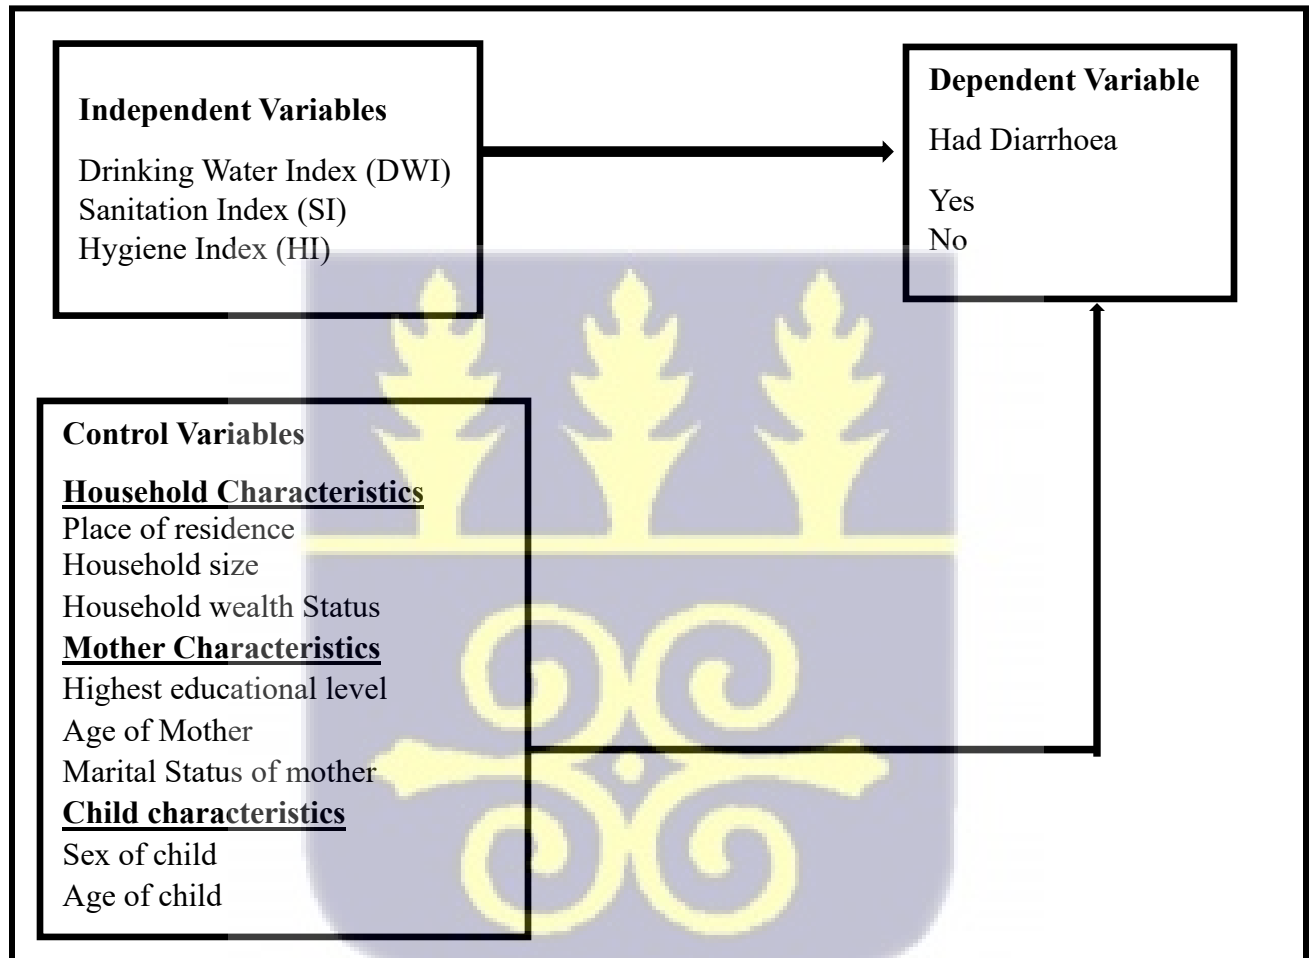 Independent Variables
Drinking Water Index (DWI)
Sanitation Index (SI)
Hygiene Index (HI)
Dependent Variable
Had Diarrhoea
Yes
No
Control Variables
Household Characteristics
Place of residence
Household size
Household wealth Status
Mother Characteristics
Highest educational level
Age of Mother
Marital Status of mother
Child characteristics
Sex of child
Age of child